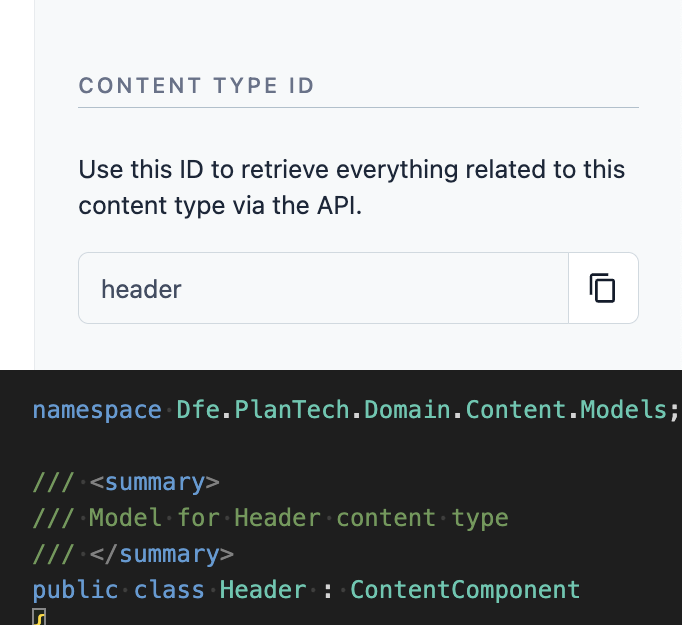 CONTENT TYPE ID
Use this ID to retrieve everything related to this
content type via the API.
header
namespace Dfe.PlanTech.Domain.Content.Models;
/// <summary>
/// Model for Header content type
/// </summary>
public class Header : ContentComponent
{